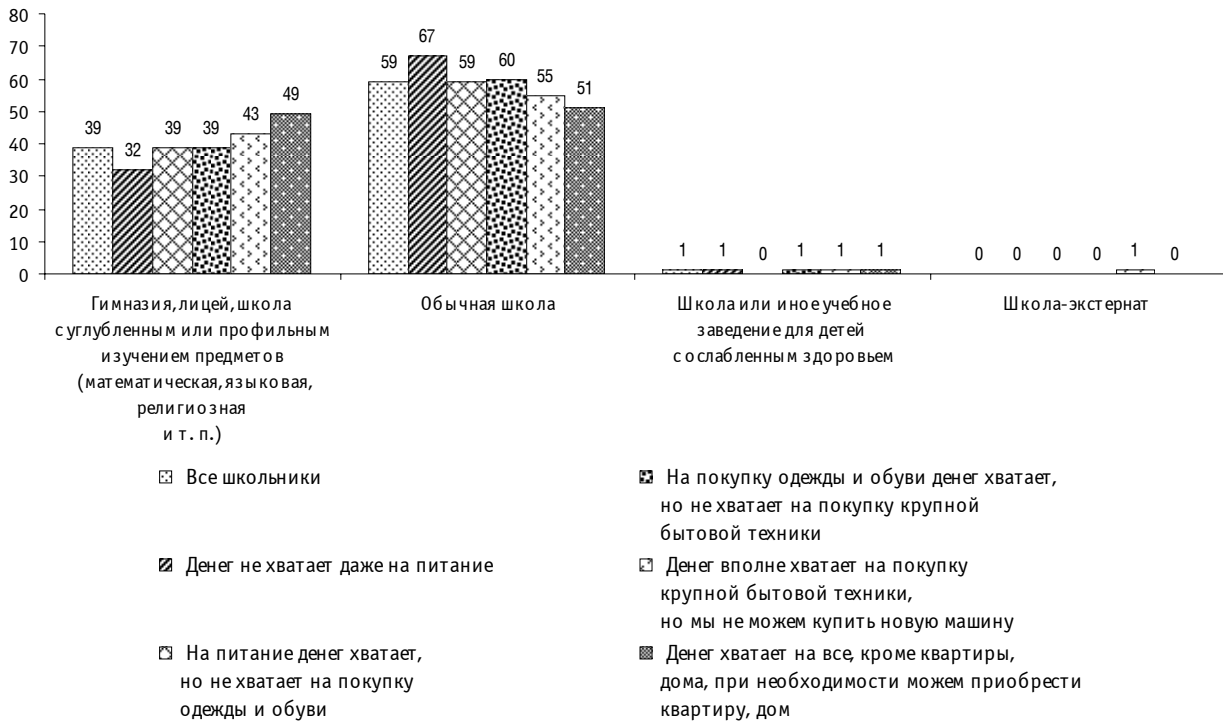 80
70
60
50
40
30
20
10
0
39
32
39
39
43
49
59
67
59
60
55
51
1
1
0
1
1
1
0
0
0
0
1
0
Гимназия, лицей, школа
с углубленным или профильным
изучением предметов
(математическая, языковая,
религиозная
и т. п.)
Обычная школа
Школа или иное учебное
заведение для детей
с ослабленным здоровьем
Школа-экстернат
Все школьники
Денег не хватает даже на питание
На питание денег хватает,
но не хватает на покупку
одежды и обуви
На покупку одежды и обуви денег хватает,
но не хватает на покупку крупной
бытовой техники
Денег вполне хватает на покупку
крупной бытовой техники,
но мы не можем купить новую машину
Денег хватает на все, кроме квартиры,
дома, при необходимости можем приобрести
квартиру, дом